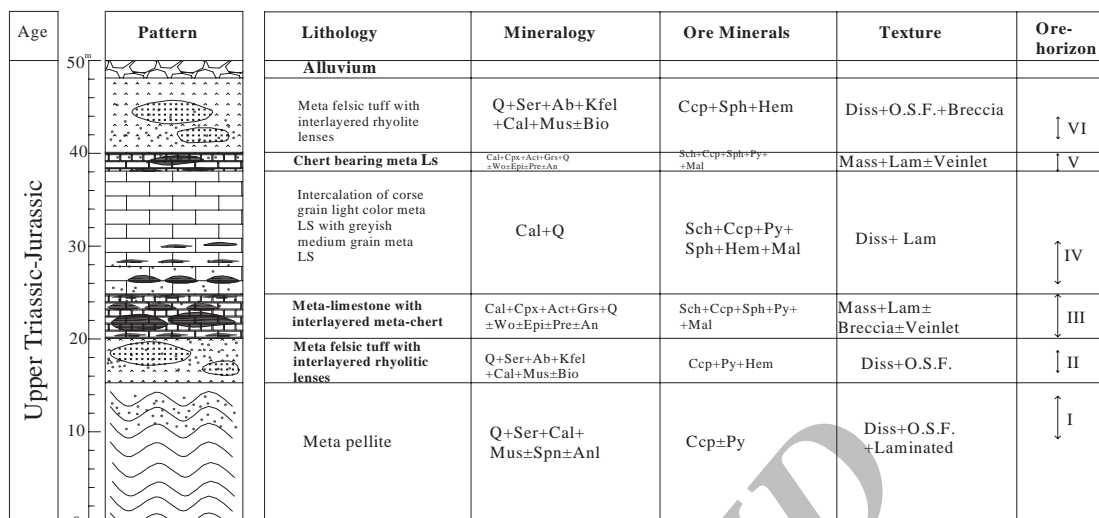 Age
Pattern
Lithology
Mineralogy
Ore Minerals
Texture
Ore-
horizon
Upper Triassic-Jurassic
50 m
40
30
20
10
Alluvium
Meta felsic tuff with
interlayered rhyolite
lenses
Q+Ser+Ab+Kfel
+Cal+Mus±Bio
Ccp+Sph+Hem
Diss+O.S.F.+Breccia
VI
Chert bearing meta Ls
Cal+Cpx+Act+Grs+Q
±Wo±Epi±Pre±An
Sch+Ccp+Sph+Py+
+Mal
Mass+Lam±Veinlet
V
Intercalation of corse
grain light color meta
LS with greyish
medium grain meta
LS
Cal+Q
Sch+Ccp+Py+
Sph+Hem+Mal
Diss+ Lam
IV
Meta-limestone with
interlayered meta-chert
Cal+Cpx+Act+Grs+Q
±Wo±Epi±Pre±An
Sch+Ccp+Sph+Py+
+Mal
Mass+Lam±
Breccia±Veinlet
III
Meta felsic tuff with
interlayered rhyolitic
lenses
Q+Ser+Ab+Kfel
+Cal+Mus±Bio
Ccp+Py+Hem
Diss+O.S.F.
II
Meta pellite
Q+Ser+Cal+
Mus±Spn±Anl
Ccp±Py
Diss+O.S.F.
+Laminated
I